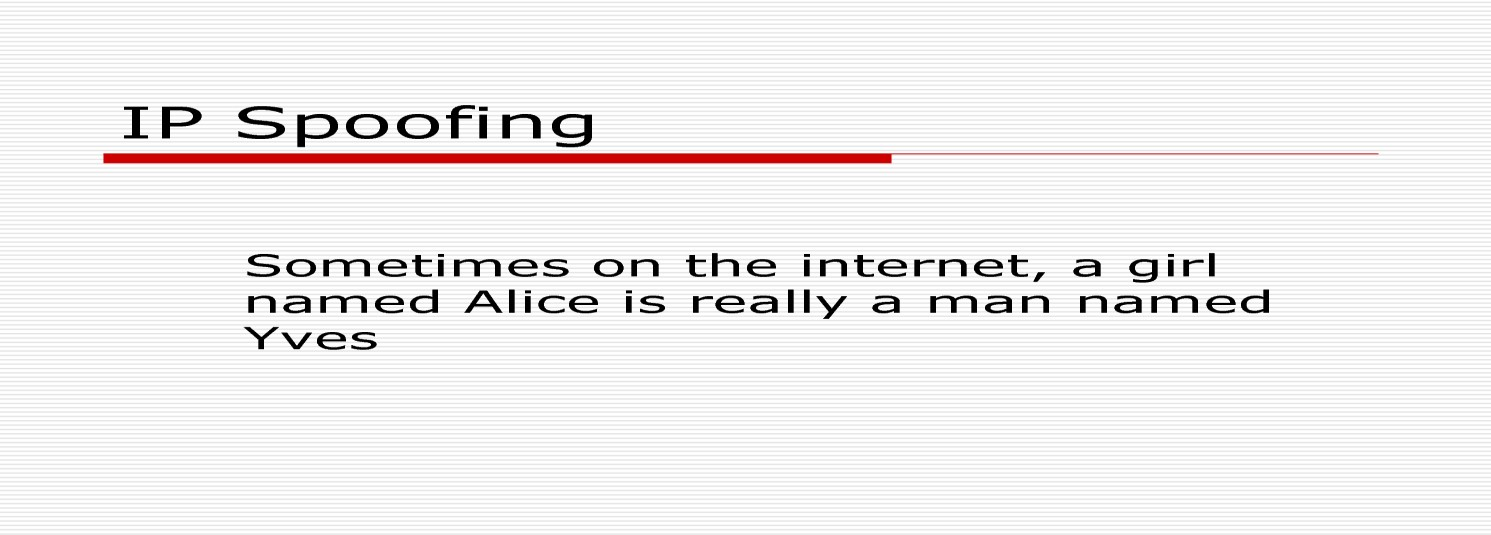 IP Spoofing
Sometimes on the internet, a girl
named Alice is really a man named
Yves